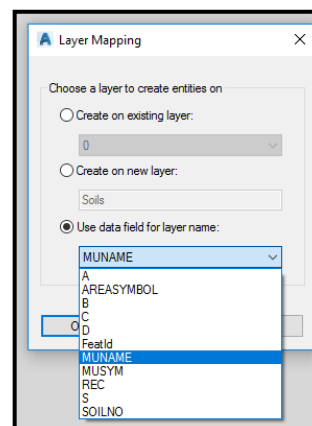 Layer Mapping
Choose a layer to create entities on
Create on existing layer:
0
Create on new layer:
Soils
Use data field for layer name:
MUNAME
A
AREASYMBOL
B
C
D
FeatId
MUNAME
MUSYM
REC
S
SOILNO